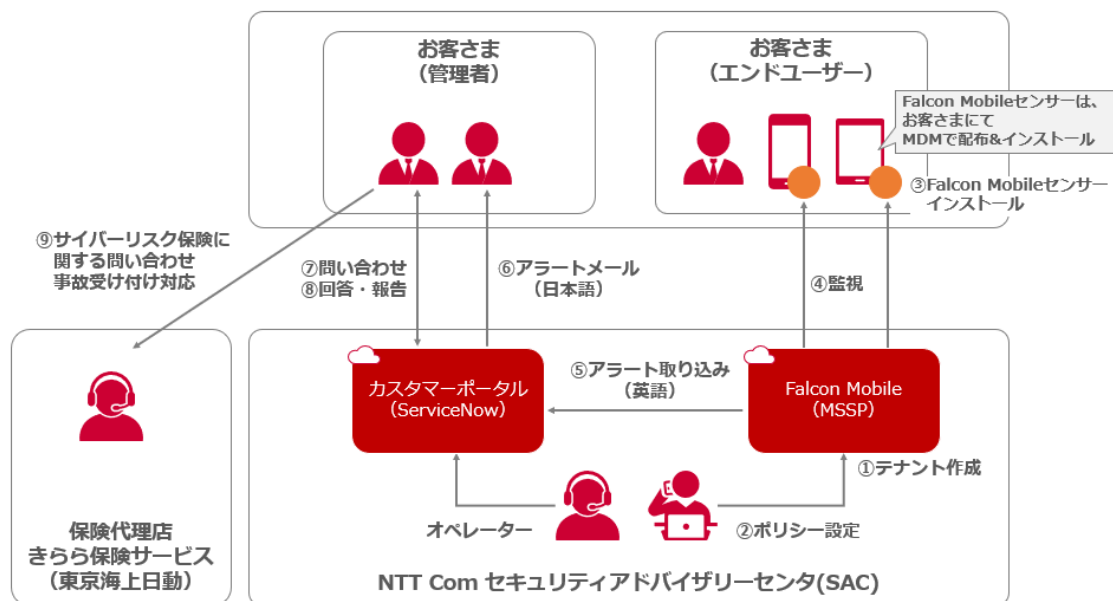 お客さま
（管理者）
お客さま
（エンドユーザー）
Falcon Mobileセンサーは、
お客さまにて
MDMで配布&インストール
③Falcon Mobileセンサー
インストール
⑨サイバーリスク保険に
関する問い合わせ
事故受け付け対応
⑦問い合わせ
⑧回答・報告
⑥アラートメール
（日本語）
④監視
カスタマーポータル
（ServiceNow）
⑤アラート取り込み
（英語）
Falcon Mobile
（MSSP）
①テナント作成
オペレーター
②ポリシー設定
保険代理店
きらら保険サービス
（東京海上日動）
NTT Com セキュリティアドバイザリーセンタ(SAC)